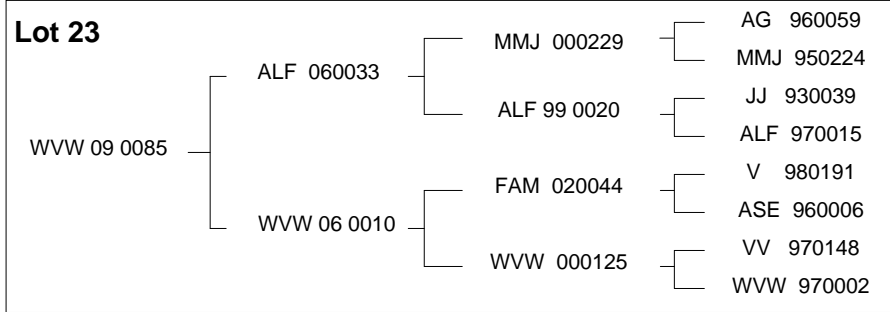 Lot 23
WVW 09 0085
ALF 060033
WVW 06 0010
MMJ 000229
ALF 99 0020
FAM 020044
WVW 000125
AG 960059
MMJ 950224
JJ 930039
ALF 970015
V 980191
ASE 960006
VV 970148
WVW 970002